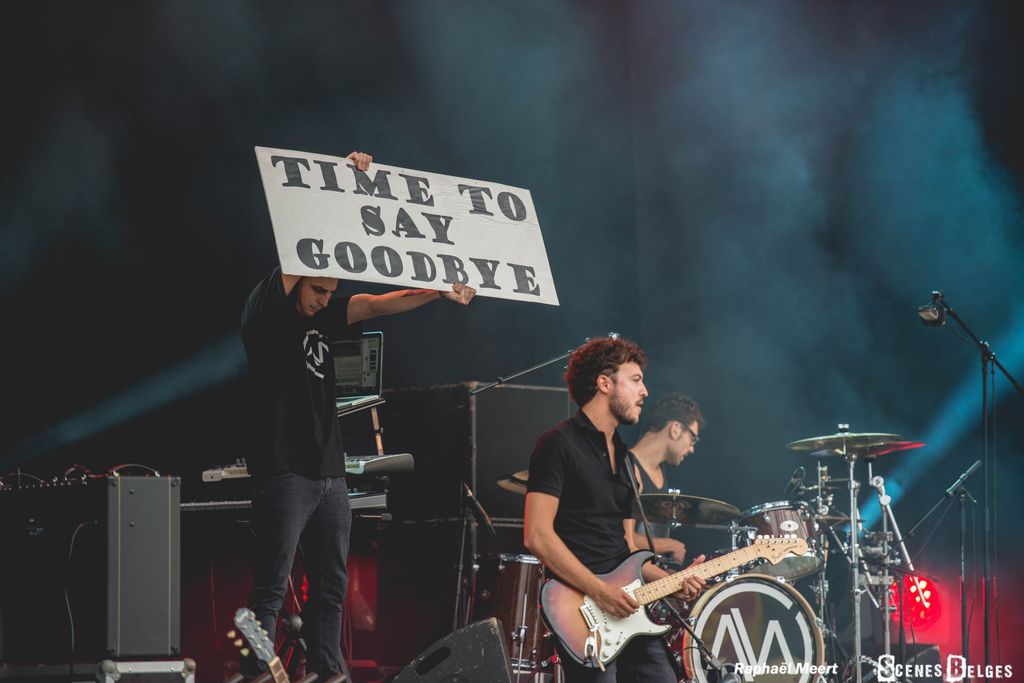 TIME TO
SAY
GOODBYE
Raphaël Meert
SCENES BELGES